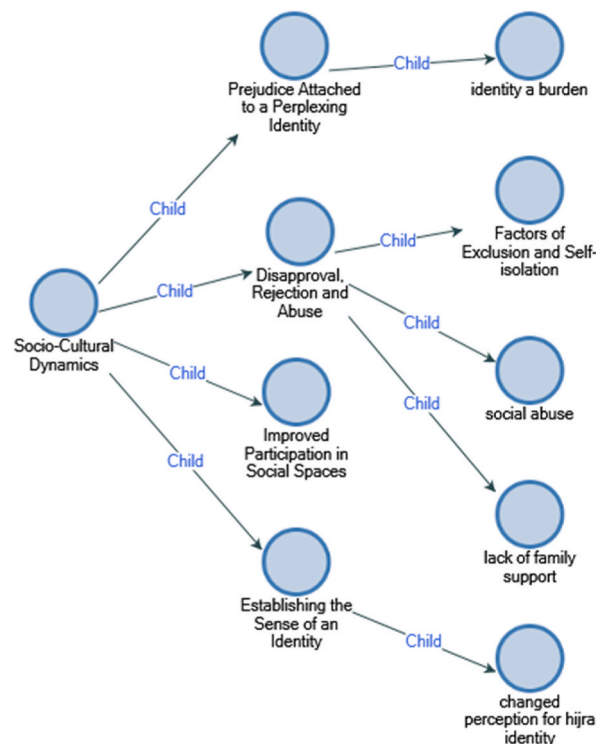 Child
Prejudice Attached
to a Perplexing
Identity
identity a burden
Child
Child
Factors of
Exclusion and Self-
isolation
Child
Disapproval,
Rejection and
Abuse
Child
Socio-Cultural
Dynamics
Child
Child
social abuse
Improved
Participation in
Social Spaces
Child
Child
lack of family
support
Establishing the
Sense of an
Identity
Child
changed
perception for hijra
identity